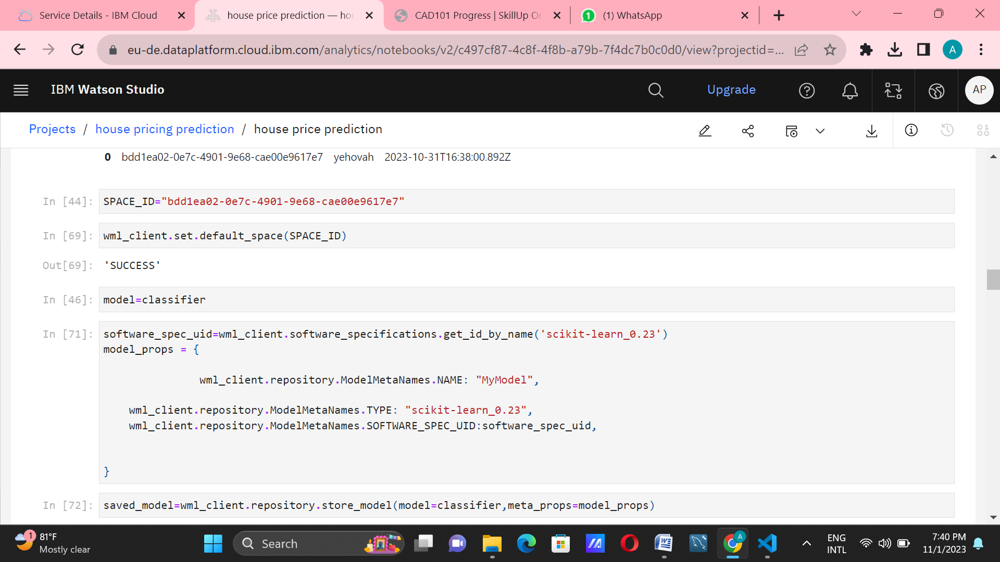 Service Details - IBM Cloud
house price prediction — hou
CAD101 Progress | SkillUp Or
(1) WhatsApp
eu-de.dataplatform.cloud.ibm.com/analytics/notebooks/v2/c497cf87-4c8f-4f8b-a79b-7f4dc7b0c0d0/view?projectid=...
A
IBM Watson Studio
Upgrade
AP
Projects / house pricing prediction / house price prediction
0 bdd1ea02-0e7c-4901-9e68-cae00e9617e7 yehovah 2023-10-31T16:38:00.892Z
In [44]: SPACE_ID="bdd1ea02-0e7c-4901-9e68-cae00e9617e7"
In [69]: wml_client.set.default_space(SPACE_ID)
Out[69]: 'SUCCESS'
In [46]: model=classifier
In [71]: software_spec_uid=wml_client.software_specifications.get_id_by_name('scikit-learn_0.23')
model_props = {
wml_client.repository.ModelMetaNames.NAME: "MyModel",
wml_client.repository.ModelMetaNames.TYPE: "scikit-learn_0.23",
wml_client.repository.ModelMetaNames.SOFTWARE_SPEC_UID:software_spec_uid,
}
In [72]: saved_model=wml_client.repository.store_model(model=classifier,meta_props=model_props)
1
81°F
Mostly clear
Search
A
ENG
INTL
7:40 PM
11/1/2023